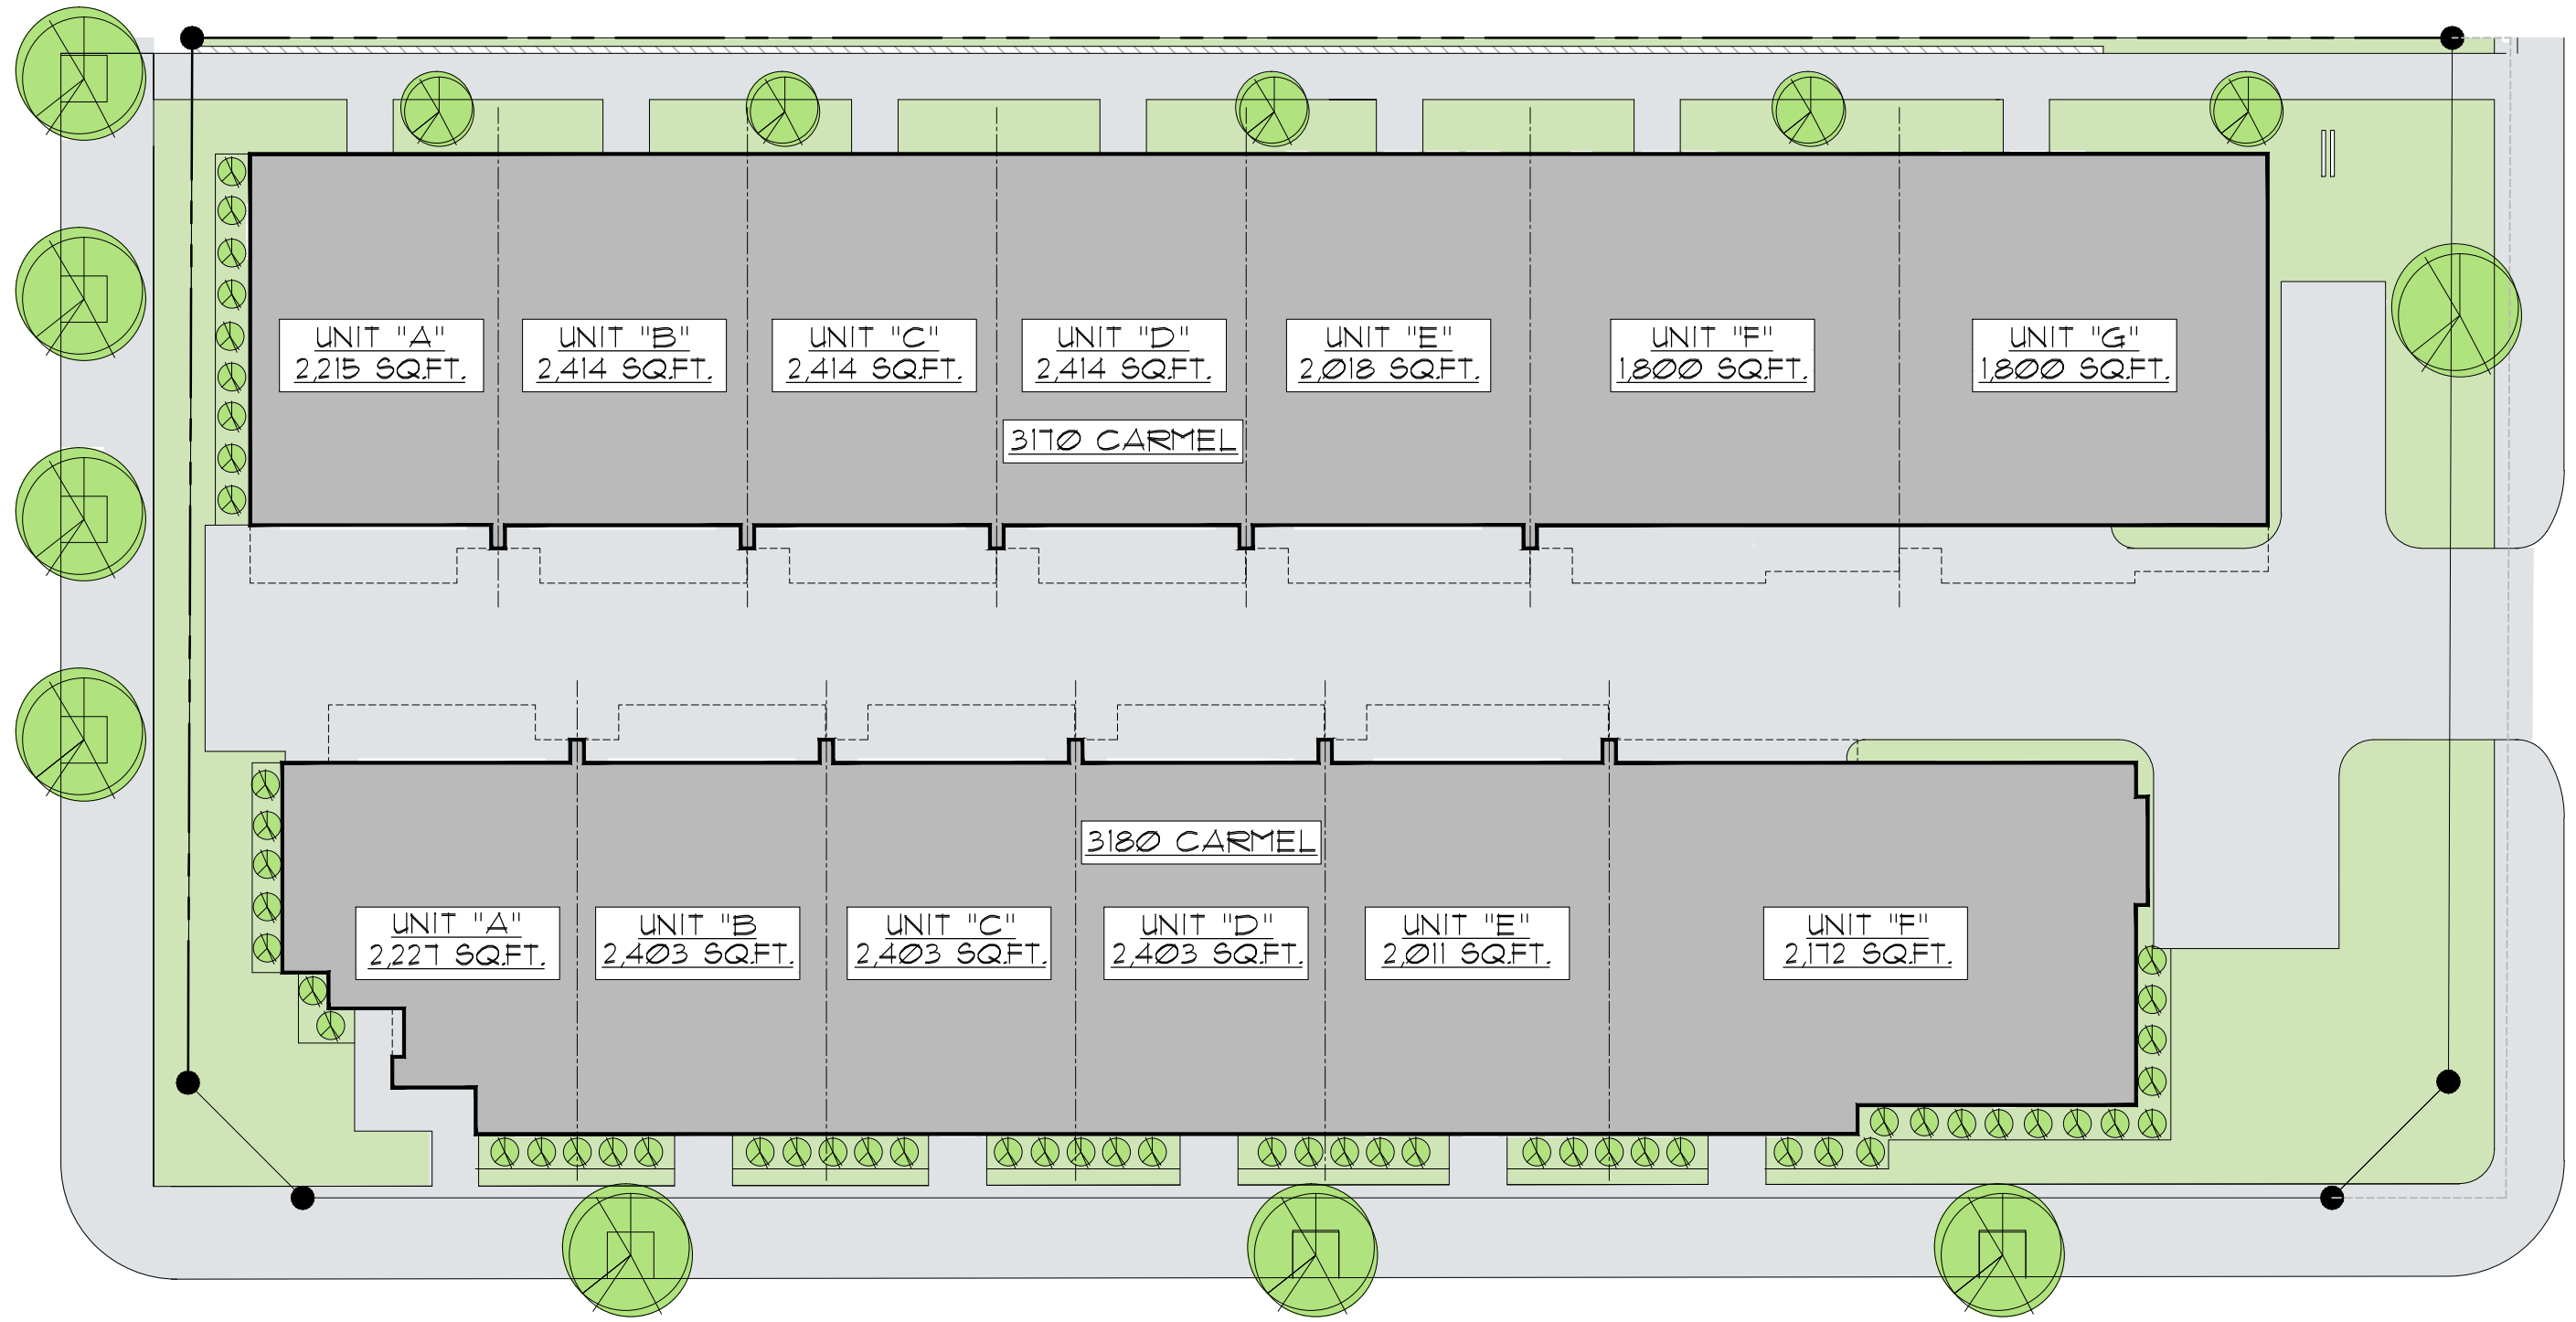 UNIT "A"
2,215 SQ.FT.
UNIT "B"
2,414 SQ.FT.
UNIT "C"
2,414 SQ.FT.
UNIT "D"
2,414 SQ.FT.
UNIT "E"
2,018 SQ.FT.
UNIT "F"
1,800 SQ.FT.
UNIT "G"
1,800 SQ.FT.
3170 CARMEL
3180 CARMEL
UNIT "A"
2,227 SQ.FT.
UNIT "B
2,403 SQ.FT.
UNIT "C"
2,403 SQ.FT.
UNIT "D"
2,403 SQ.FT.
UNIT "E"
2,011 SQ.FT.
UNIT "F"
2,172 SQ.FT.